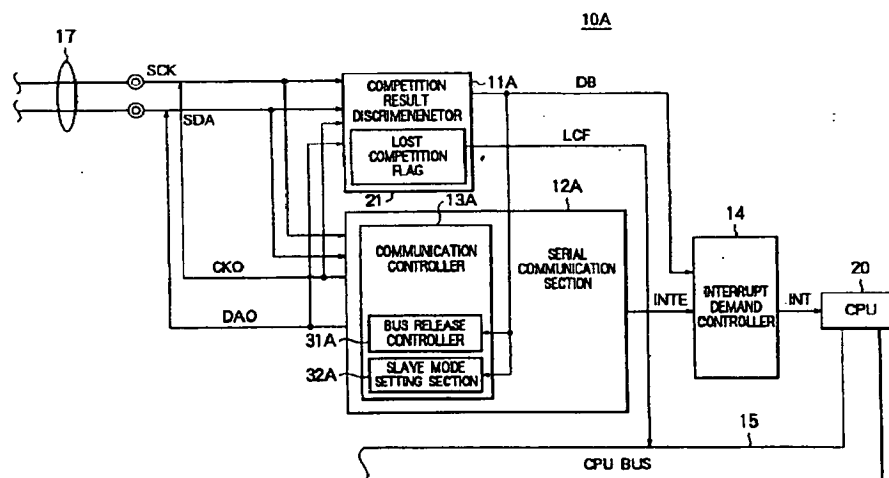 10A
17
SCK
SDA
COMPETITION
RESULT
DISCRIMENENETOR
11A
DB
LOST
COMPETITION
FLAG
LCF
21
13A
12A
14
COMMUNICATION
CONTROLLER
SERIAL
COMMUNICATION
SECTION
CKO
DAO
INTE
INTERRUPT
DEMAND
CONTROLLER
INT
20
CPU
BUS RELEASE
CONTROLLER
31A
SLAVE MODE
SETTING SECTION
32A
15
CPU BUS